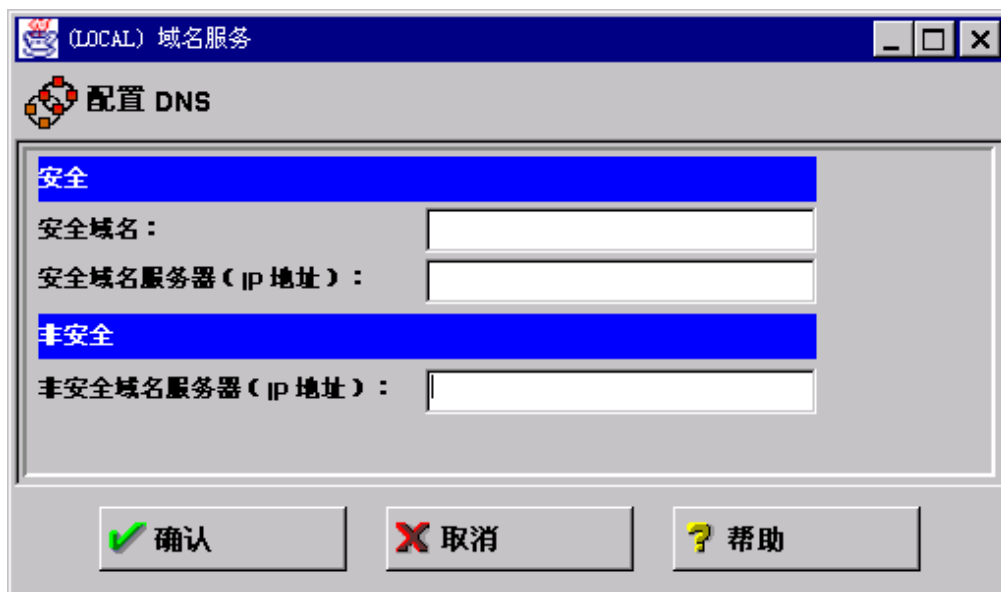 (LOCAL) 域名服务
配置 DNS
安全
安全域名：
安全域名服务器（IP 地址）：
非安全
非安全域名服务器（IP 地址）：
确认
取消
帮助